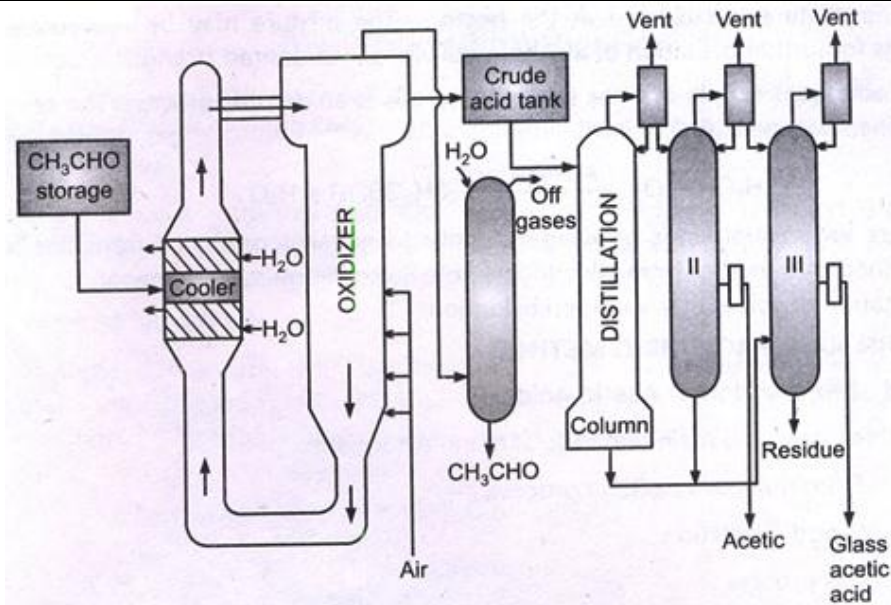 Vent
Vent
Vent
Crude
acid tank
CH₃CHO
storage
H₂O
Off
gases
H₂O
Cooler
H₂O
OXIDIZER
DISTILLATION
II
III
Column
CH₃CHO
Residue
Air
Acetic
Glass
acetic
acid